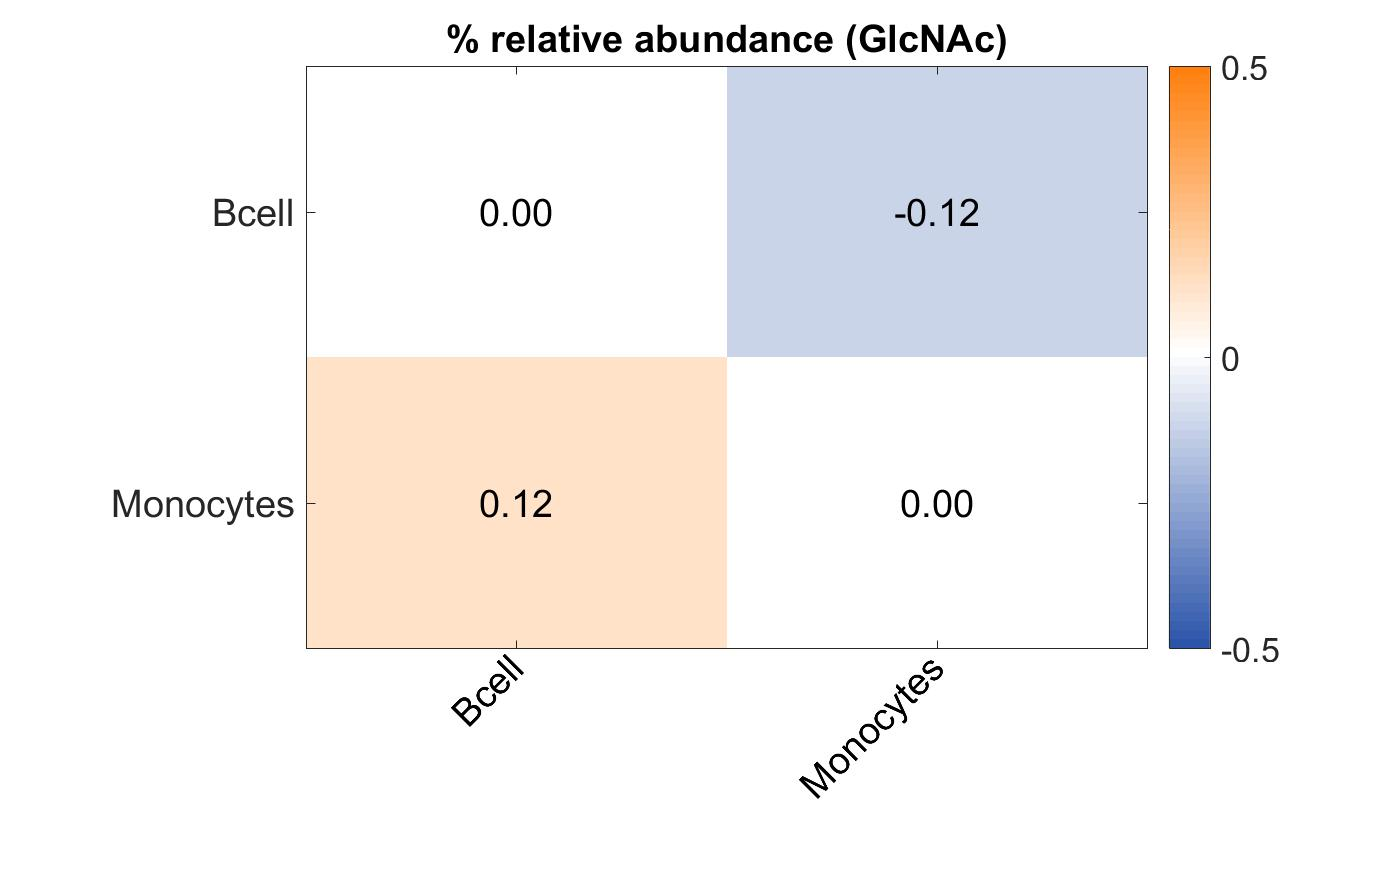 % relative abundance (GlcNAc)
0.5
Bcell
0.00
-0.12
0
Monocytes
0.12
0.00
-0.5
Bcell
Monocytes